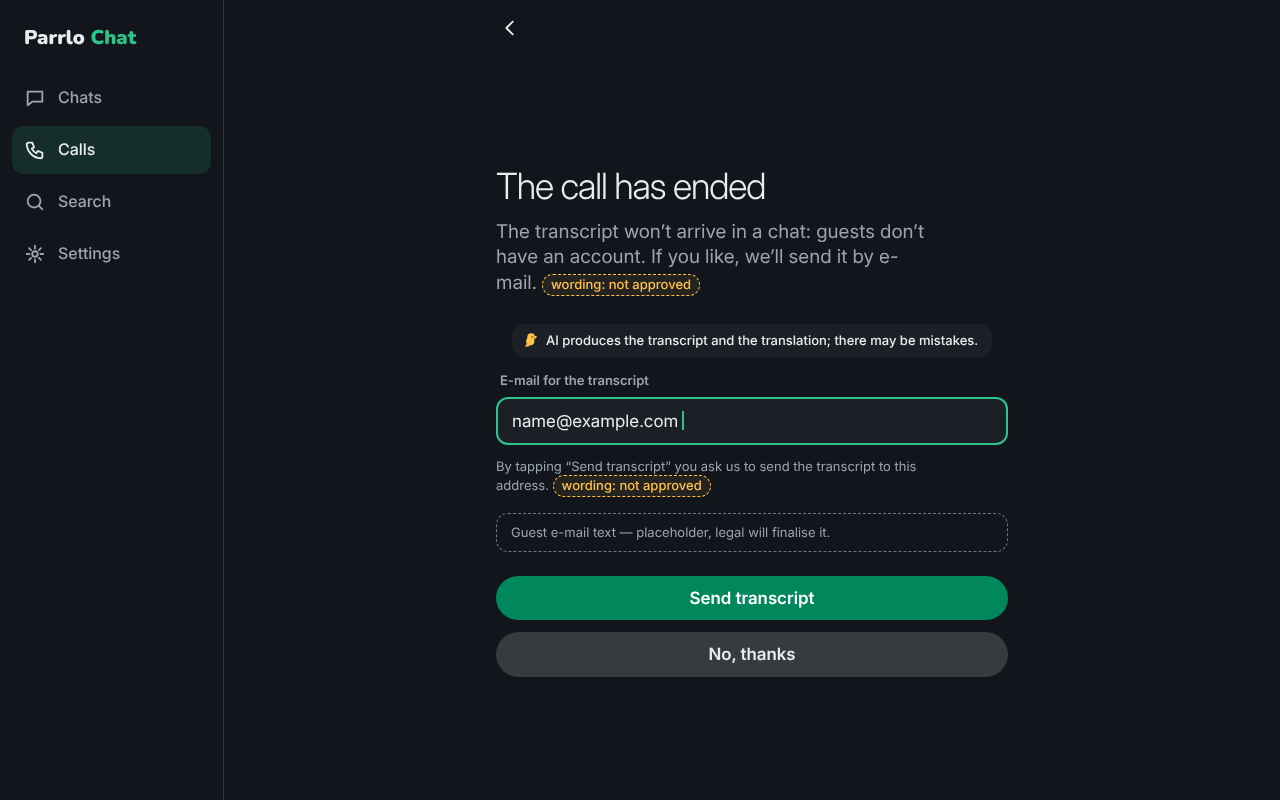 Parrlo Chat
Chats
Calls
Search
Settings
The call has ended
The transcript won’t arrive in a chat: guests don’t
have an account. If you like, we’ll send it by e-
mail. wording: not approved
AI produces the transcript and the translation; there may be mistakes.
E-mail for the transcript
name@example.com
By tapping “Send transcript” you ask us to send the transcript to this
address. wording: not approved
Guest e-mail text — placeholder, legal will finalise it.
Send transcript
No, thanks